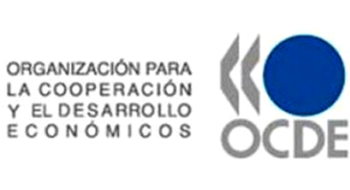 ORGANIZACIÓN PARA
LA COOPERACIÓN
Y EL DESARROLLO
ECONÓMICOS
OCDE